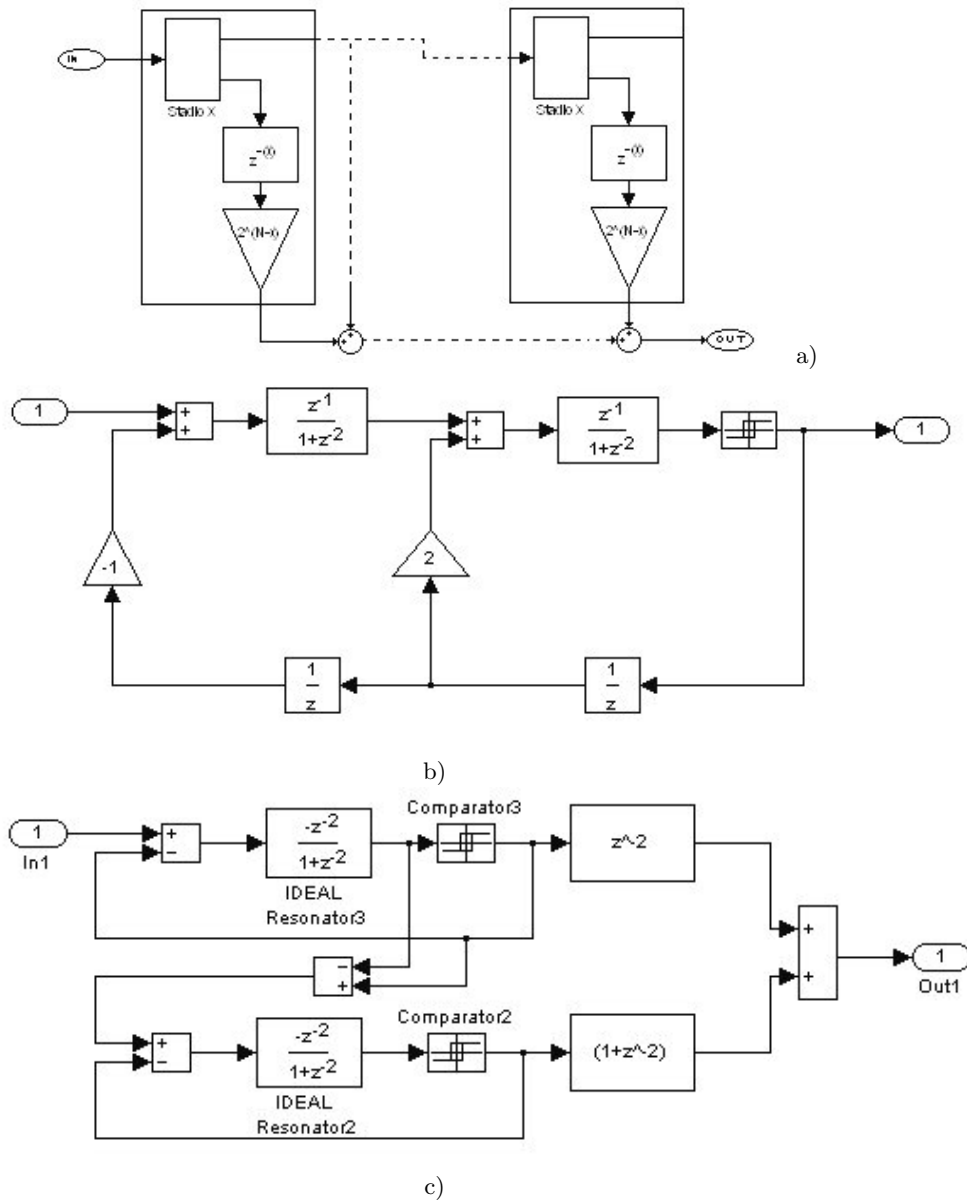 IN
Stadio X
Stadio X
z^-(i)
z^-(i)
2^(N-i)
2^(N-i)
+
+
+
+
OUT
a)
1
+
+
z^-1
1+z^-2
+
+
z^-1
1+z^-2
1
-1
2
1
z
1
z
b)
1
In1
+
−
-z^-2
1+z^-2
IDEAL
Resonator3
Comparator3
z^-2
−
+
+
+
1
Out1
+
−
-z^-2
1+z^-2
IDEAL
Resonator2
Comparator2
(1+z^-2)
c)